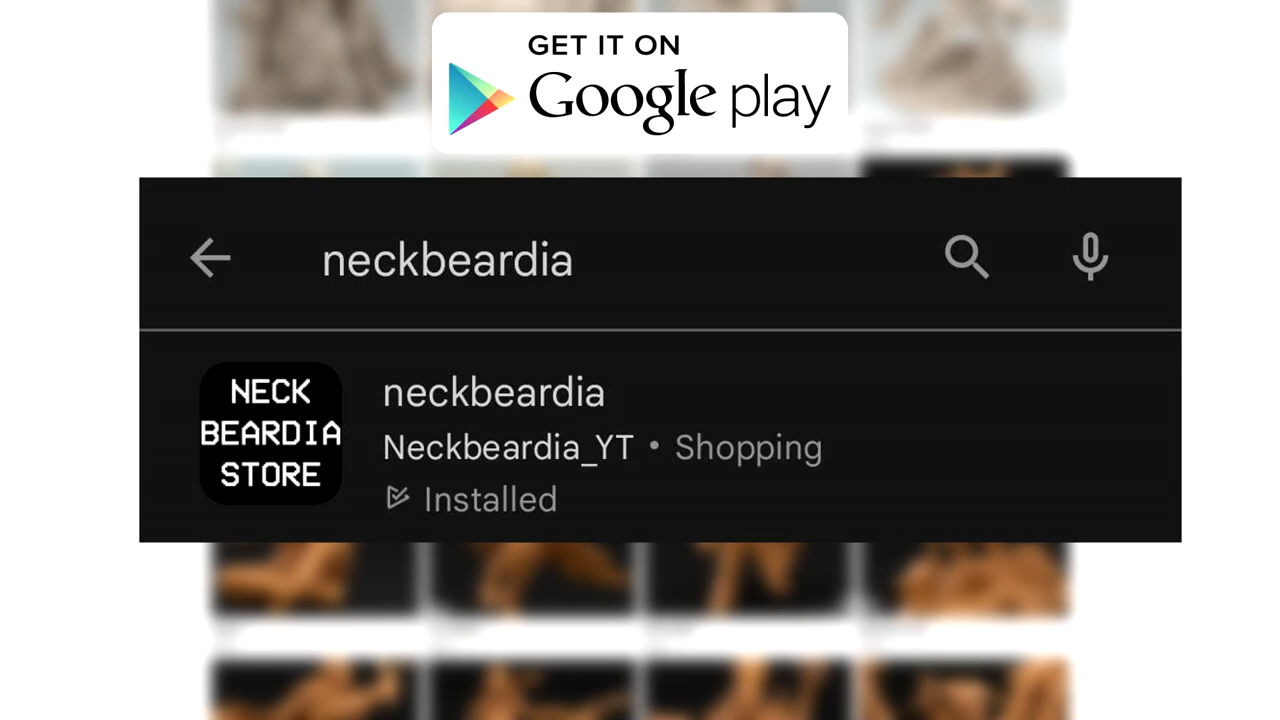 GET IT ON
Google play
neckbeardia
NECK
BEARDIA
STORE
neckbeardia
Neckbeardia_YT • Shopping
Installed